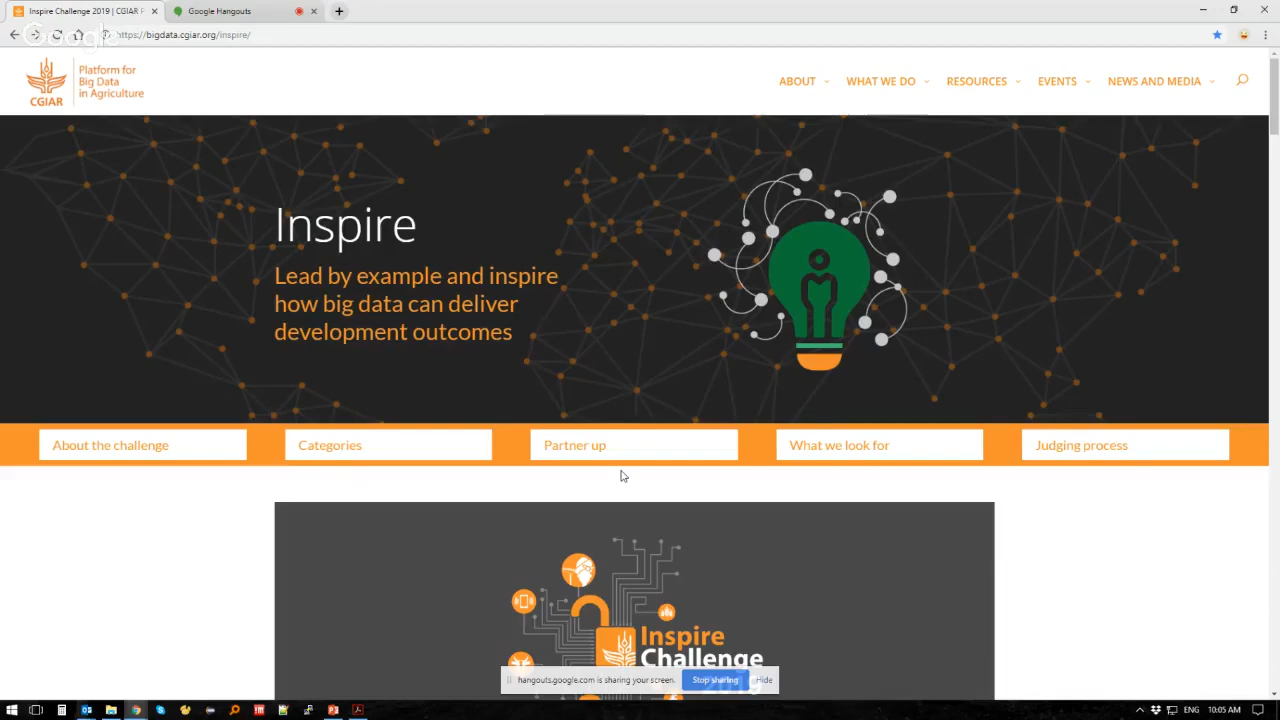 Inspire Challenge 2019 | CGIAR P
Google Hangouts
Google
https://bigdata.cgiar.org/inspire/
CGIAR
Platform for
Big Data
in Agriculture
ABOUT
WHAT WE DO
RESOURCES
EVENTS
NEWS AND MEDIA
Inspire
Lead by example and inspire
how big data can deliver
development outcomes
About the challenge
Categories
Partner up
What we look for
Judging process
Inspire
Challenge
2019
hangouts.google.com is sharing your screen.
Stop sharing
Hide
ENG
10:05 AM